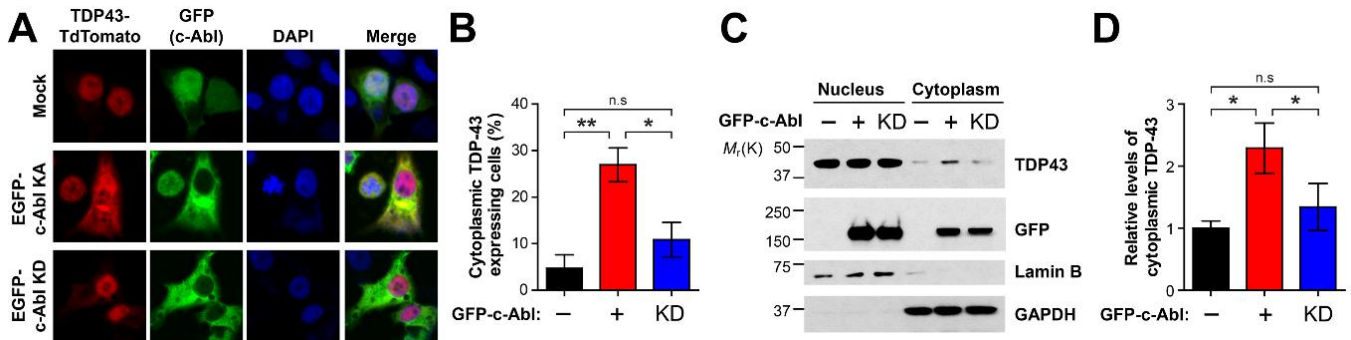 A
TDP43-
TdTomato
GFP
(c-Abl)
DAPI
Merge
Mock
EGFP-
c-Abl KA
EGFP-
c-Abl KD
B
Cytoplasmic TDP-43
expressing cells (%)
40
30
20
10
0
n.s
** *
GFP-c-Abl: – + KD
C
Nucleus Cytoplasm
GFP-c-Abl – + KD – + KD
Mr(K)
50
37
TDP43
250
150
GFP
75
Lamin B
37
GAPDH
D
Relative levels of
cytoplasmic TDP-43
3
2
1
0
n.s
* *
GFP-c-Abl: – + KD